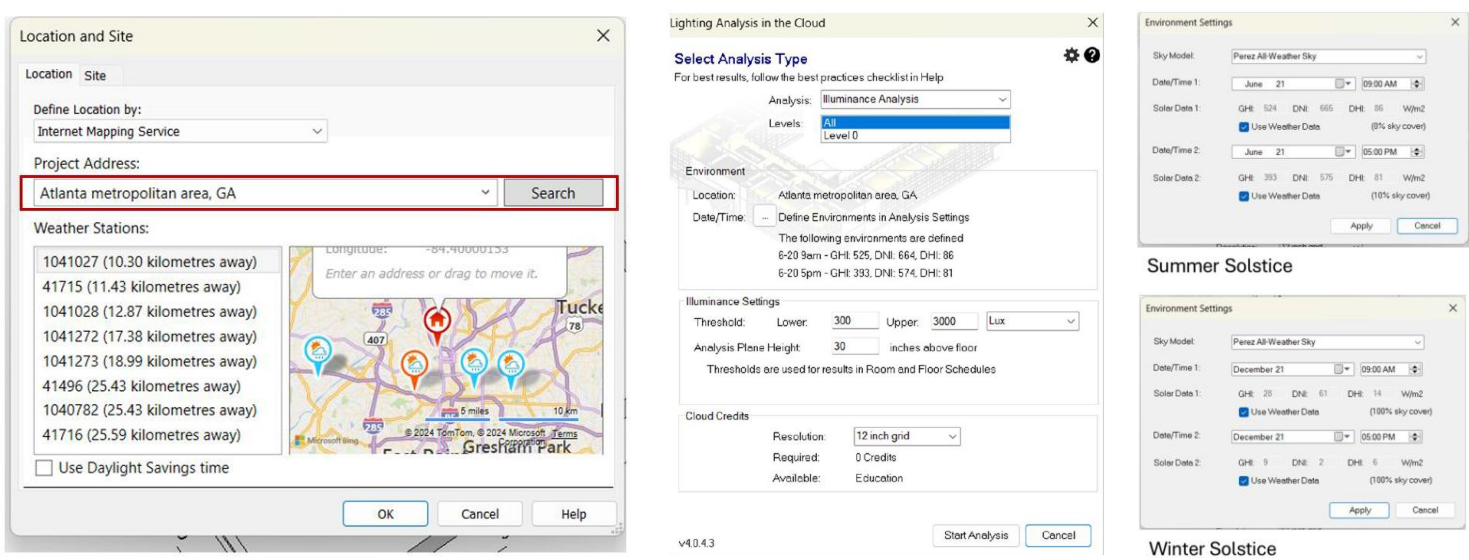 Location and Site
Location Site
Define Location by:
Internet Mapping Service
Project Address:
Atlanta metropolitan area, GA Search
Weather Stations:
1041027 (10.30 kilometres away)
41715 (11.43 kilometres away)
1041028 (12.87 kilometres away)
1041272 (17.38 kilometres away)
1041273 (18.99 kilometres away)
41496 (25.43 kilometres away)
1040782 (25.43 kilometres away)
41716 (25.59 kilometres away)
Longitude: -84.40000153
Enter an address or drag to move it.
Tucke
285
78
407
5 miles 10 km
285
Microsoft Bing
© 2024 TomTom, © 2024 Microsoft Corporation Terms
Gresham Park
Use Daylight Savings time
OK Cancel Help
Lighting Analysis in the Cloud
Select Analysis Type
For best results, follow the best practices checklist in Help
Analysis: Illuminance Analysis
Levels: All
Level 0
Environment
Location: Atlanta metropolitan area, GA
Date/Time: ... Define Environments in Analysis Settings
The following environments are defined
6-20 9am - GHI: 525, DNI: 664, DHI: 86
6-20 5pm - GHI: 393, DNI: 574, DHI: 81
Illuminance Settings
Threshold: Lower: 300 Upper: 3000 Lux
Analysis Plane Height: 30 inches above floor
Thresholds are used for results in Room and Floor Schedules
Cloud Credits
Resolution: 12 inch grid
Required: 0 Credits
Available: Education
v4.0.4.3
Start Analysis Cancel
Environment Settings
Sky Model: Perez All-Weather Sky
Date/Time 1: June 21 09:00 AM
Solar Data 1: GHI: 524 DNI: 665 DHI: 86 W/m2
Use Weather Data (0% sky cover)
Date/Time 2: June 21 05:00 PM
Solar Data 2: GHI: 393 DNI: 575 DHI: 81 W/m2
Use Weather Data (10% sky cover)
Apply Cancel
Summer Solstice
Environment Settings
Sky Model: Perez All-Weather Sky
Date/Time 1: December 21 09:00 AM
Solar Data 1: GHI: 28 DNI: 61 DHI: 14 W/m2
Use Weather Data (100% sky cover)
Date/Time 2: December 21 05:00 PM
Solar Data 2: GHI: 9 DNI: 2 DHI: 6 W/m2
Use Weather Data (100% sky cover)
Apply Cancel
Winter Solstice